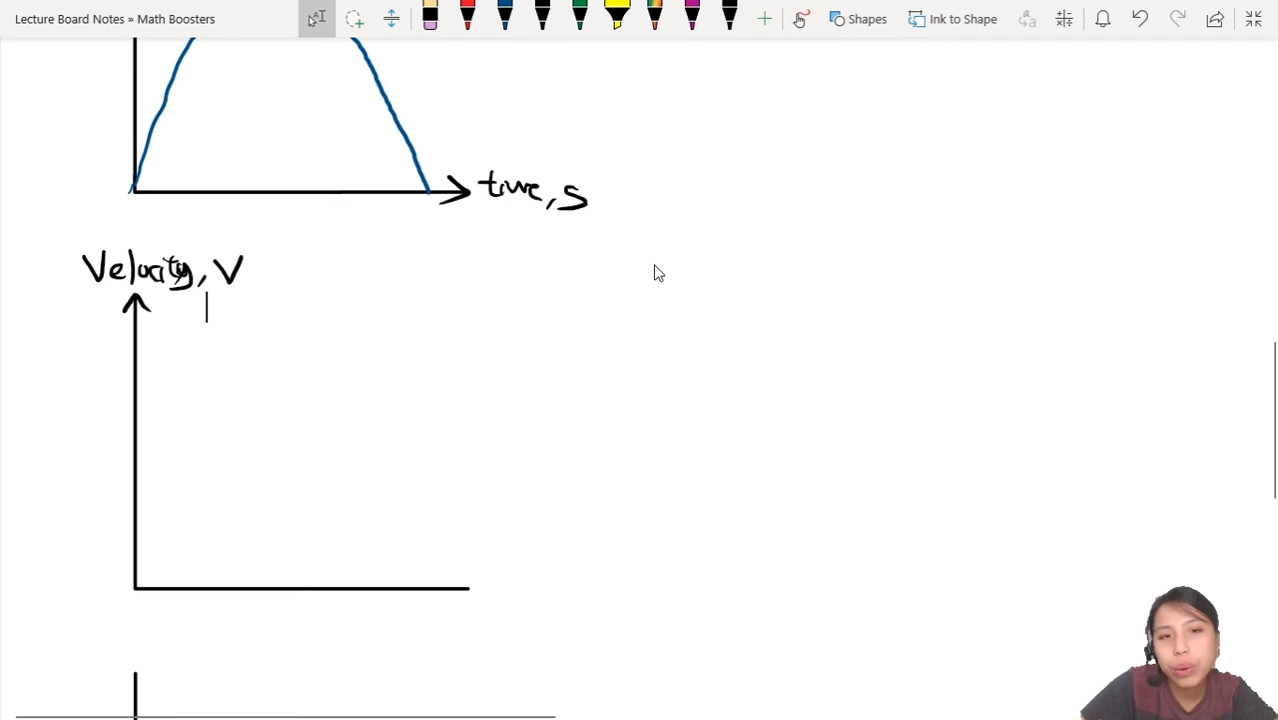 Lecture Board Notes » Math Boosters
Shapes
Ink to Shape
time, s
Velocity, V